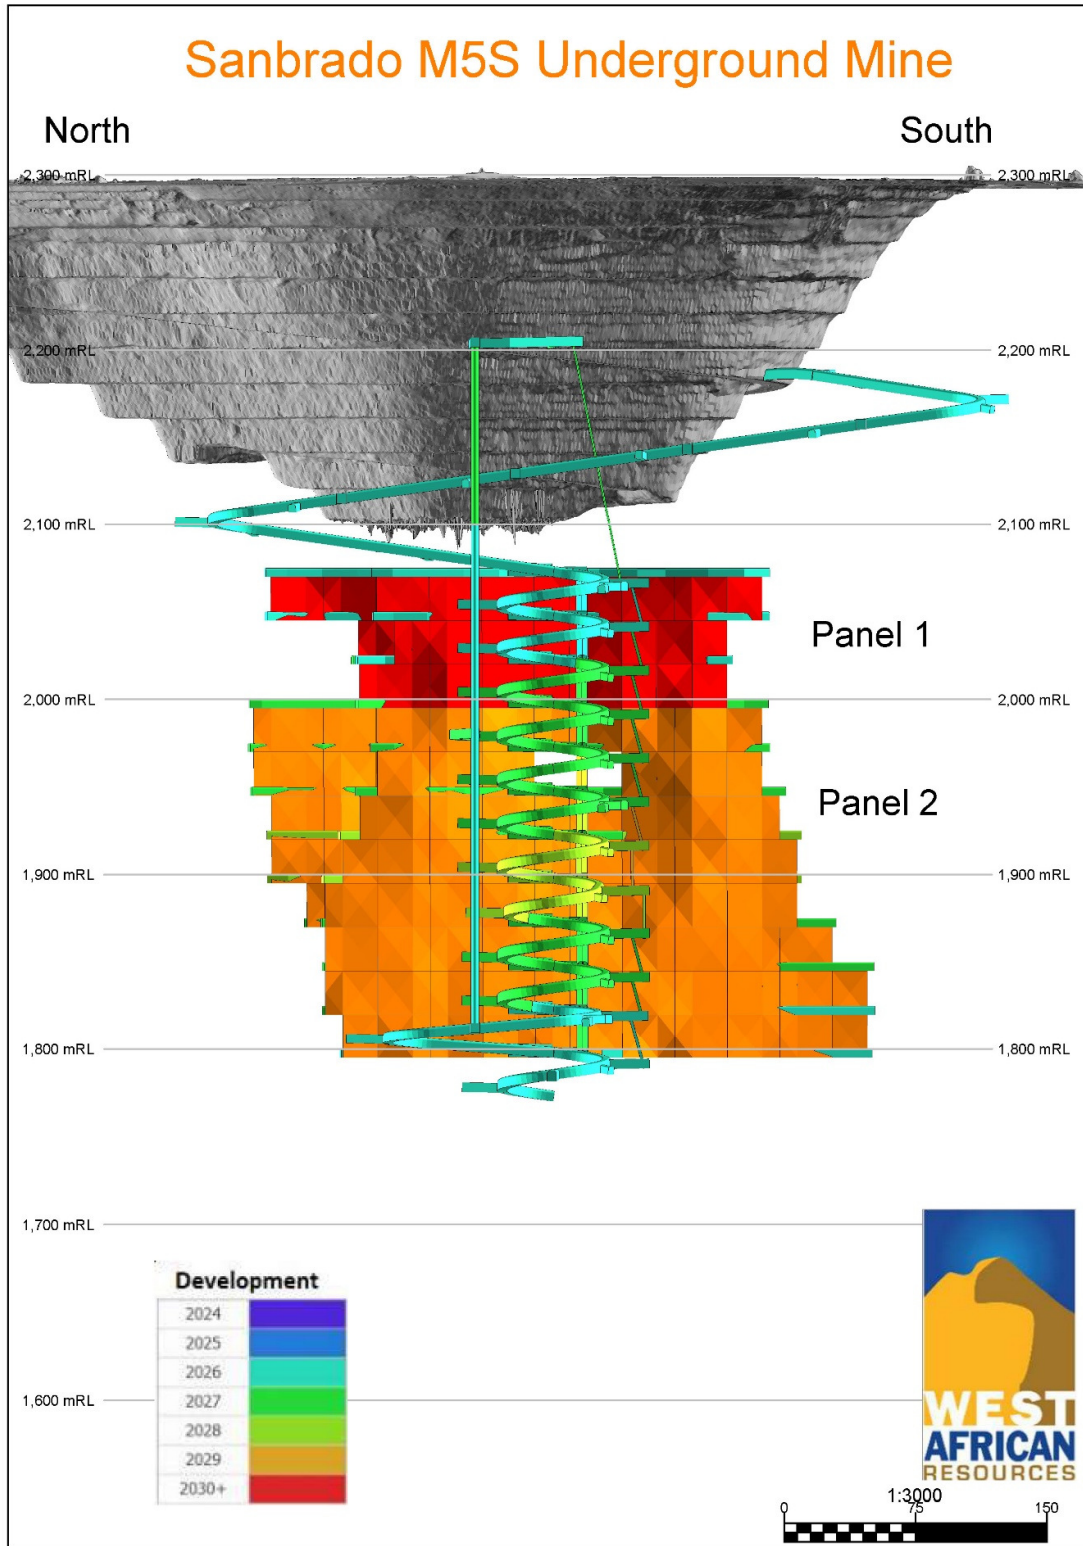 Sanbrado M5S Underground Mine
North
South
2,300 mRL
2,300 mRL
2,200 mRL
2,200 mRL
2,100 mRL
2,100 mRL
Panel 1
2,000 mRL
2,000 mRL
Panel 2
1,900 mRL
1,900 mRL
1,800 mRL
1,800 mRL
1,700 mRL
Development
2024
2025
2026
2027
2028
2029
2030+
1,600 mRL
WEST
AFRICAN
RESOURCES
1:3000
0 75 150